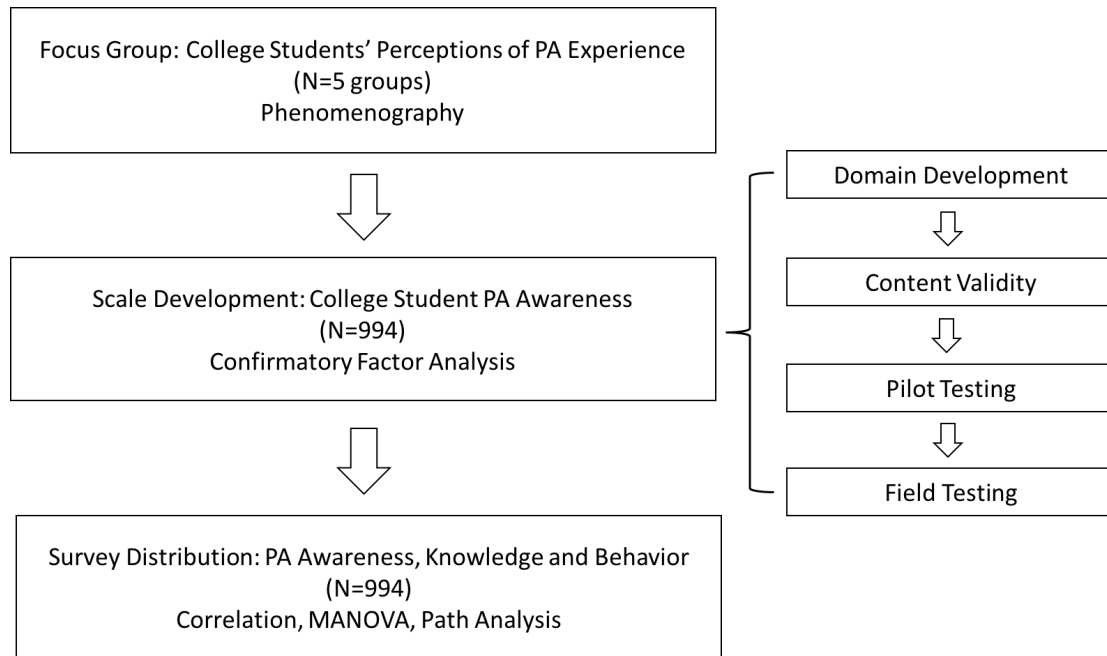 Focus Group: College Students’ Perceptions of PA Experience
(N=5 groups)
Phenomenography
Scale Development: College Student PA Awareness
(N=994)
Confirmatory Factor Analysis
Survey Distribution: PA Awareness, Knowledge and Behavior
(N=994)
Correlation, MANOVA, Path Analysis
Domain Development
Content Validity
Pilot Testing
Field Testing